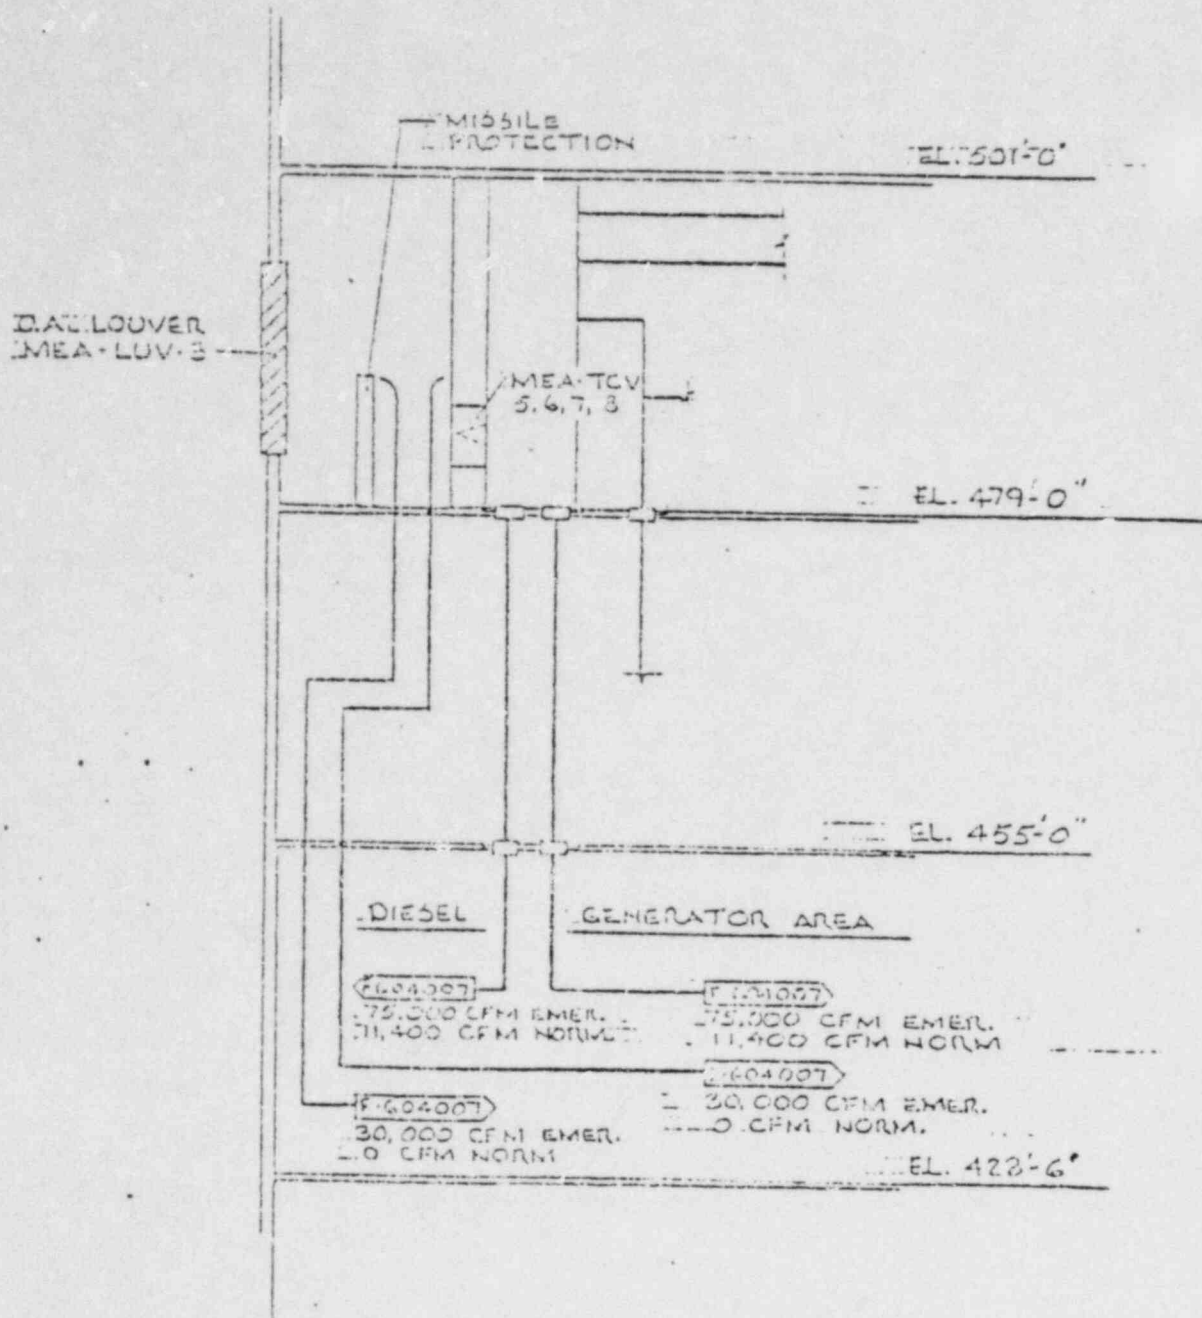 MISSILE
PROTECTION
EL. 501'-0"
O.A. LOUVER
MEA-LUV-3
MEA-TCV
5, 6, 7, 8
EL. 479'-0"
EL. 455'-0"
DIESEL GENERATOR AREA
F-604007
75,000 CFM EMER.
11,400 CFM NORM.
F-604007
75,000 CFM EMER.
11,400 CFM NORM
F-604007
30,000 CFM EMER.
0 CFM NORM.
F-604007
30,000 CFM EMER.
0 CFM NORM
EL. 428'-6"